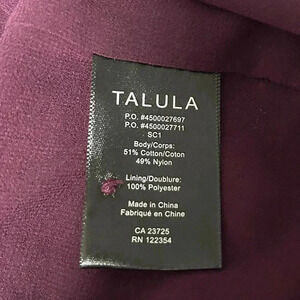 TALULA
P.O. #4500027697
P.O. #4500027711
SC1
Body/Corps:
51% Cotton/Coton
49% Nylon
Lining/Doublure:
100% Polyester
Made in China
Fabriqué en Chine
CA 23725
RN 122354